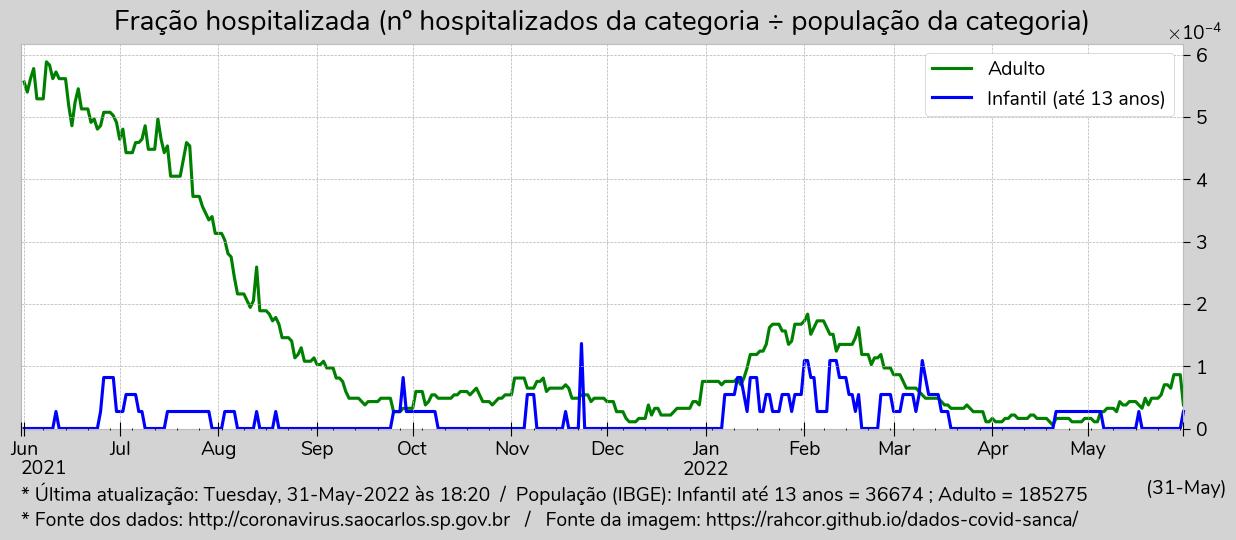 Fração hospitalizada (nº hospitalizados da categoria ÷ população da categoria)
×10⁻⁴
Adulto
Infantil (até 13 anos)
6
5
4
3
2
1
0
Jun Jul Aug Sep Oct Nov Dec Jan Feb Mar Apr May
2021 2022
(31-May)
* Última atualização: Tuesday, 31-May-2022 às 18:20 / População (IBGE): Infantil até 13 anos = 36674 ; Adulto = 185275
* Fonte dos dados: http://coronavirus.saocarlos.sp.gov.br / Fonte da imagem: https://rahcor.github.io/dados-covid-sanca/